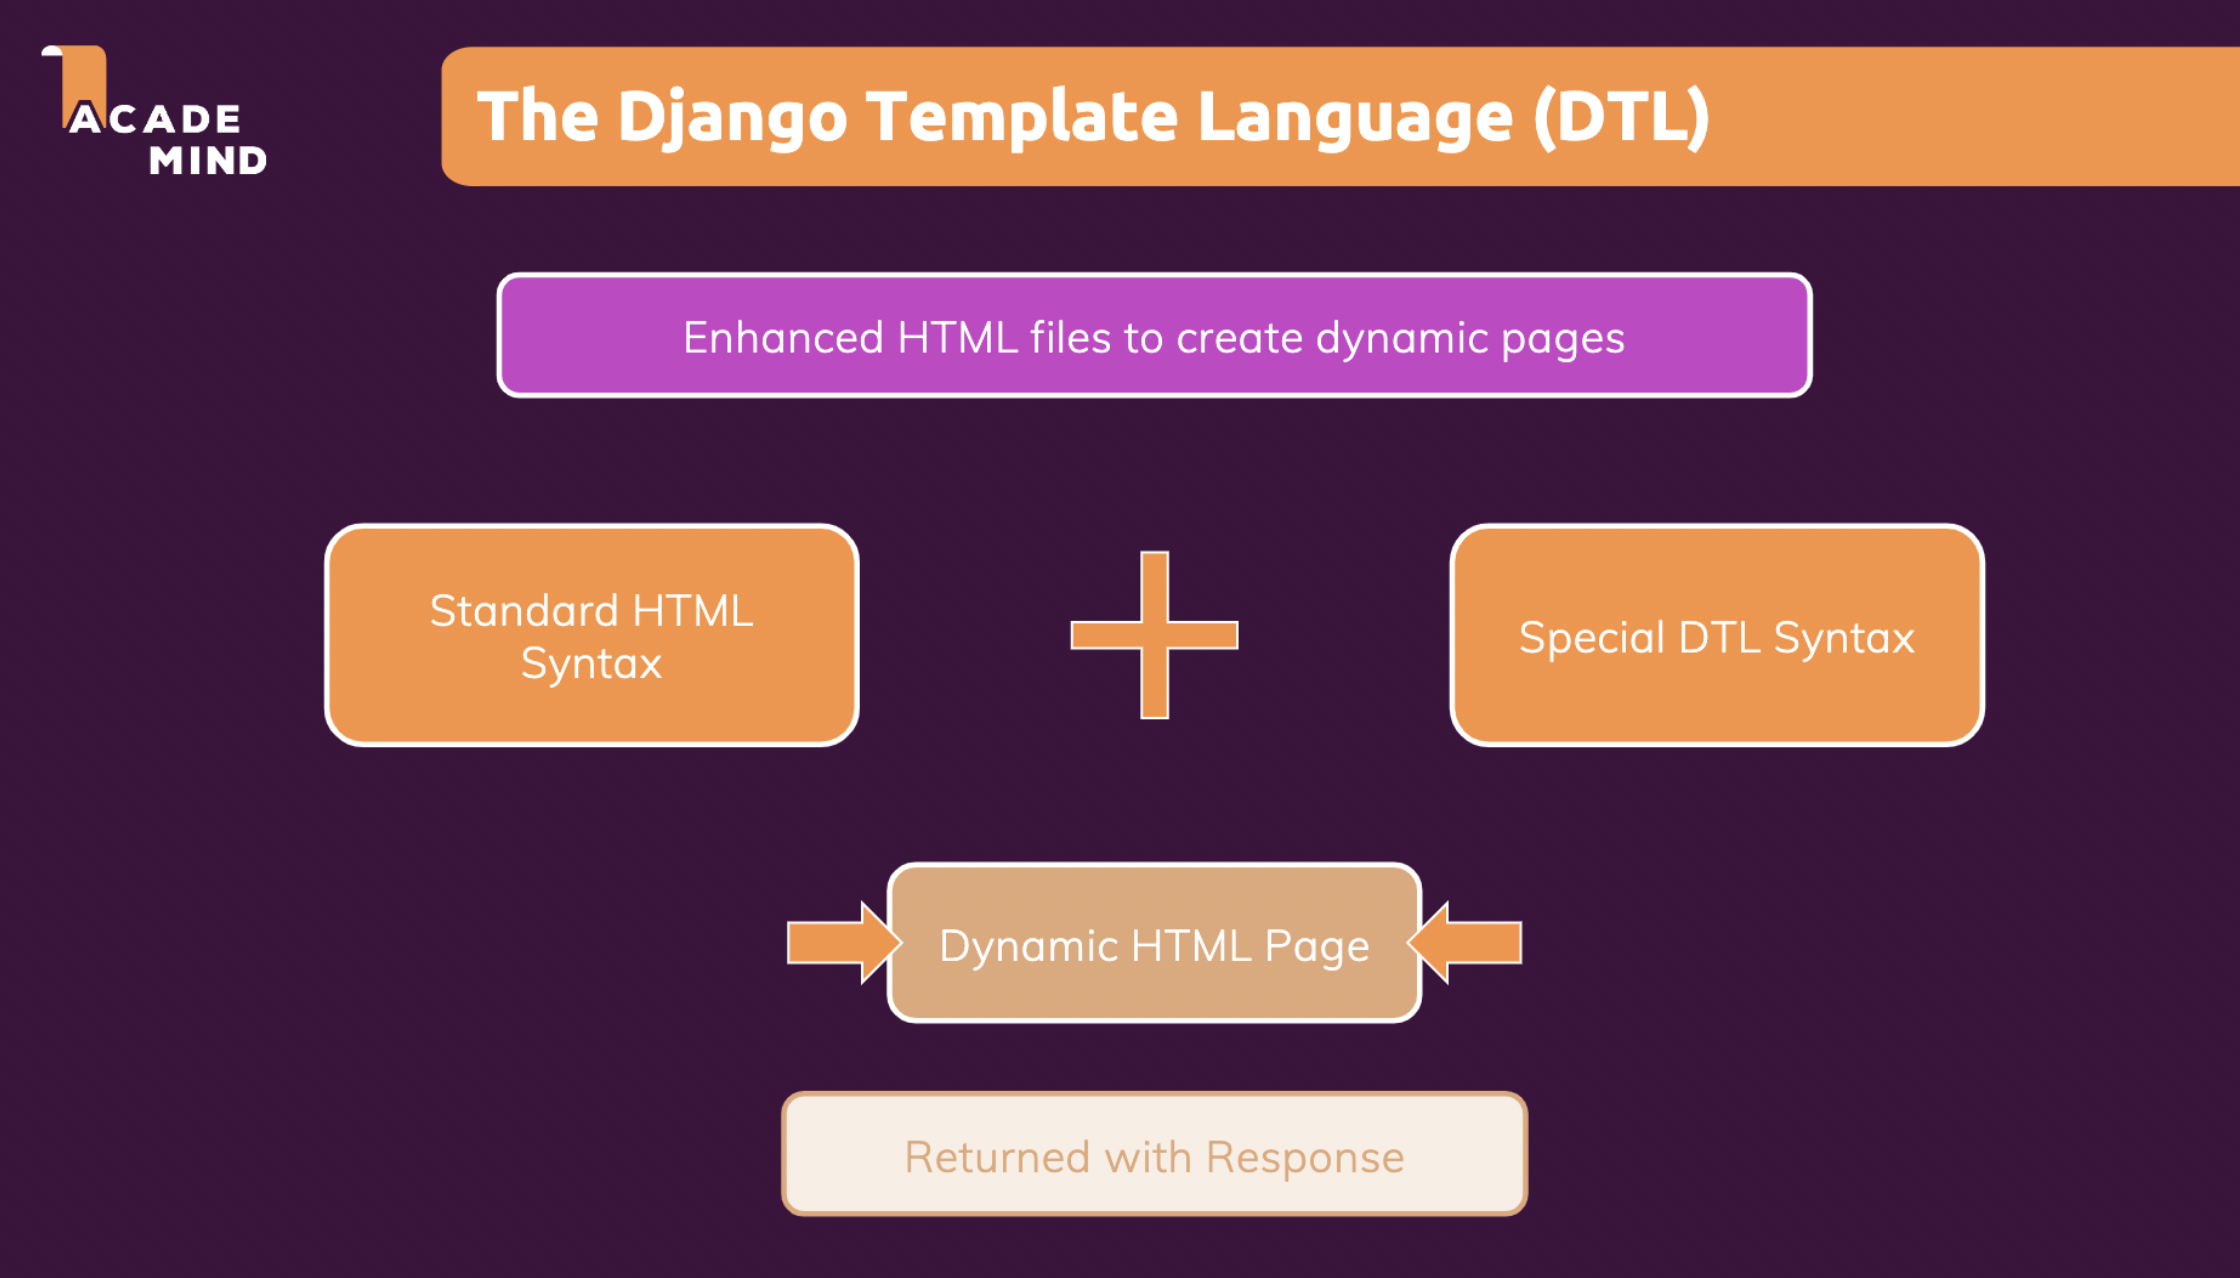 ACADE
MIND
The Django Template Language (DTL)
Enhanced HTML files to create dynamic pages
Standard HTML
Syntax
Special DTL Syntax
Dynamic HTML Page
Returned with Response